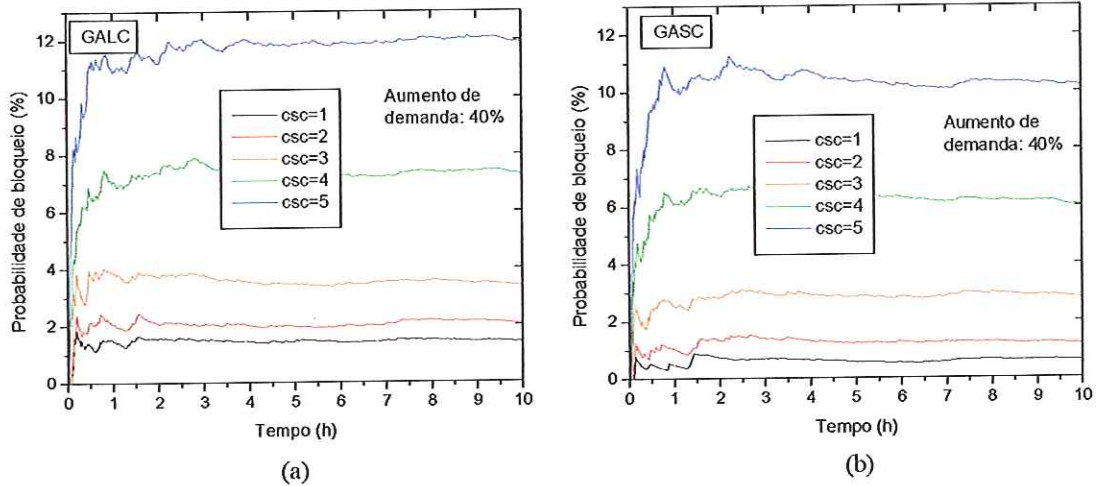 GALC
Probabilidade de bloqueio (%)
12
10
8
6
4
2
0
csc=1
csc=2
csc=3
csc=4
csc=5
Aumento de
demanda: 40%
0 1 2 3 4 5 6 7 8 9 10
Tempo (h)
(a)
GASC
Probabilidade de bloqueio (%)
12
10
8
6
4
2
0
csc=1
csc=2
csc=3
csc=4
csc=5
Aumento de
demanda: 40%
0 1 2 3 4 5 6 7 8 9 10
Tempo (h)
(b)